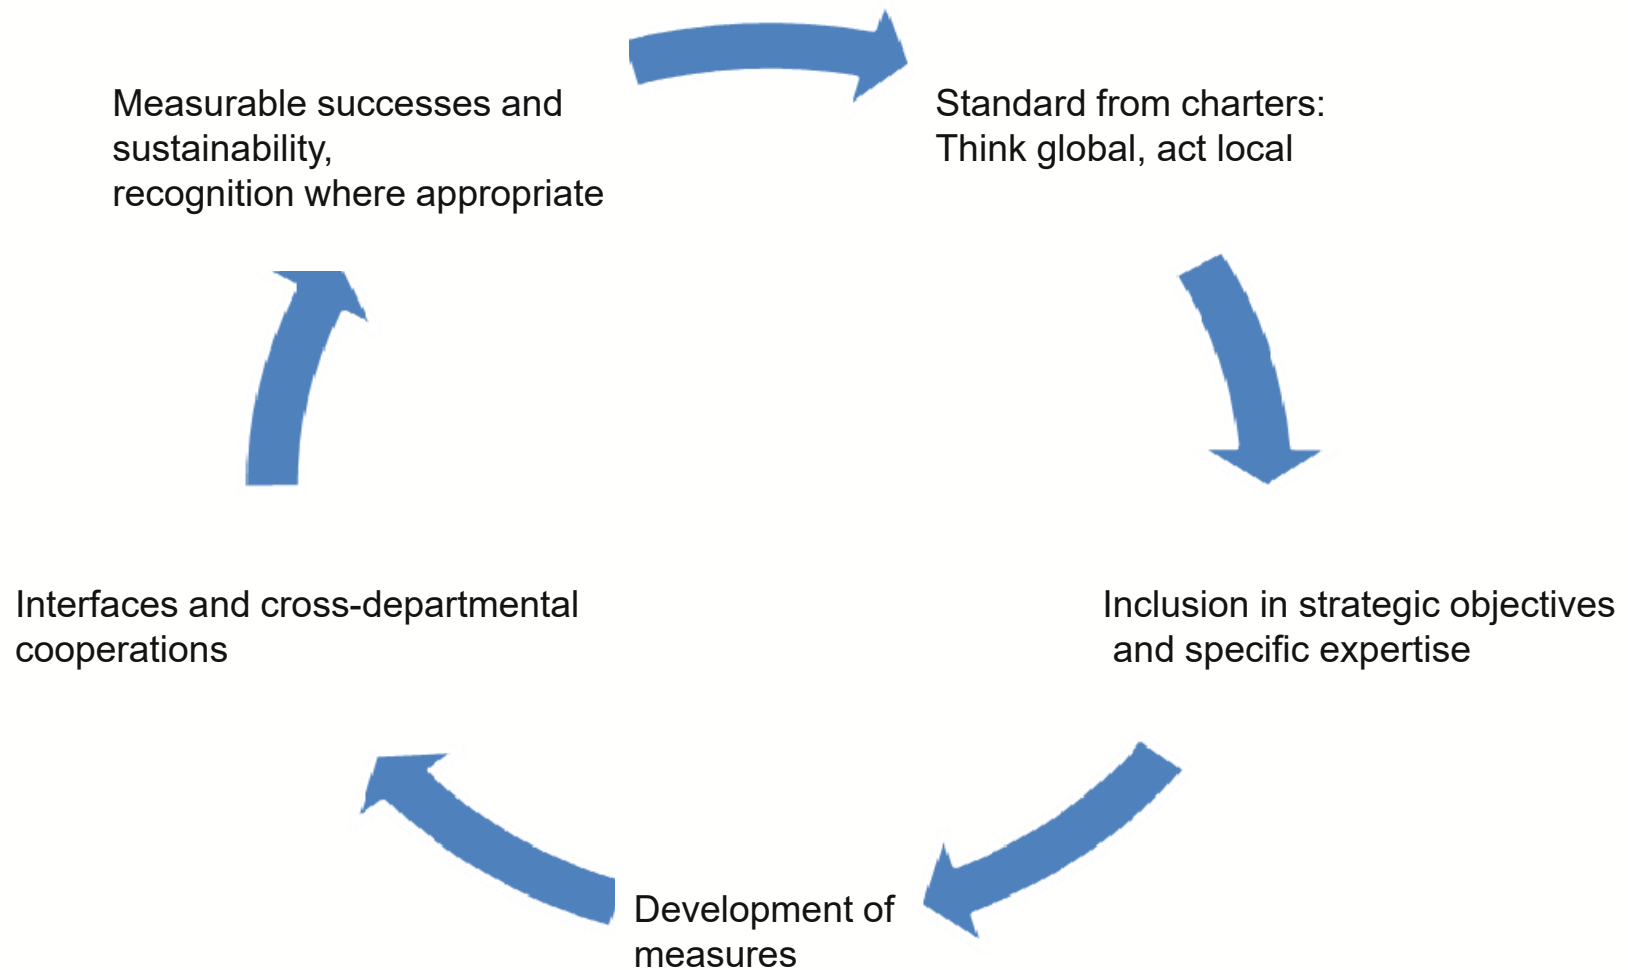 Measurable successes and
sustainability,
recognition where appropriate
Standard from charters:
Think global, act local
Inclusion in strategic objectives
and specific expertise
Development of
measures
Interfaces and cross-departmental
cooperations